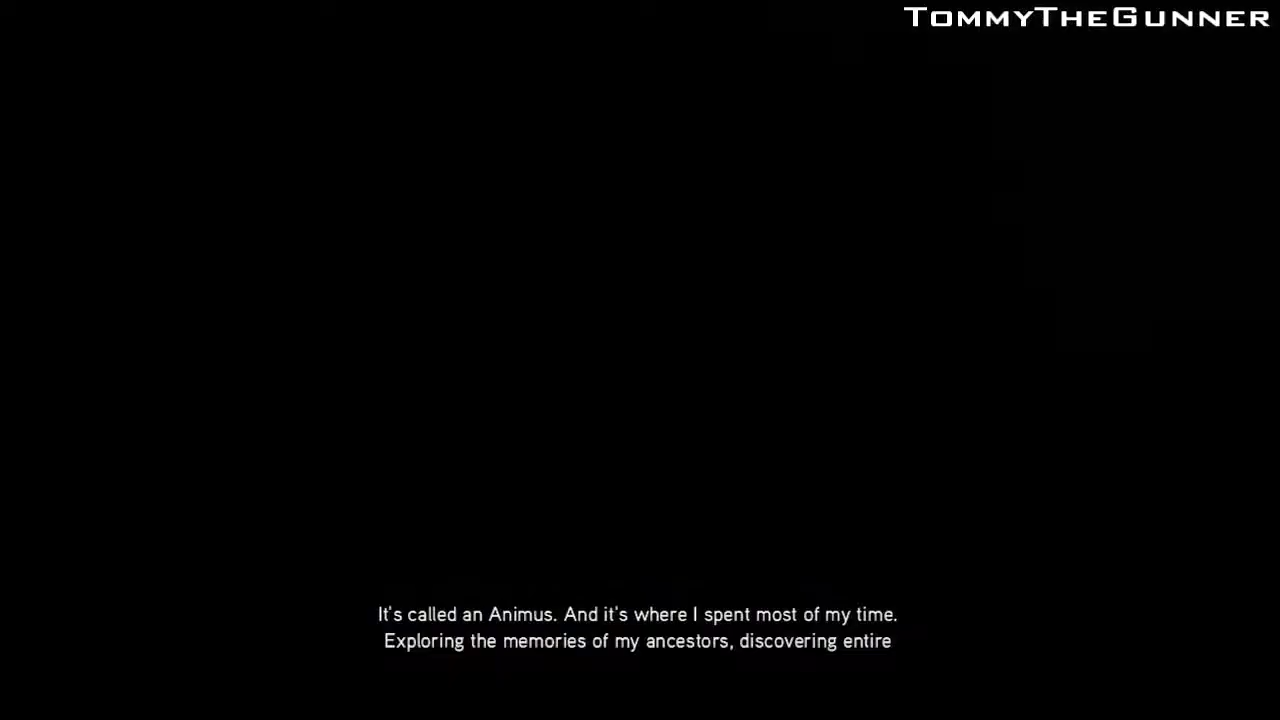 TommyTheGunner
It's called an Animus. And it's where I spent most of my time.
Exploring the memories of my ancestors, discovering entire